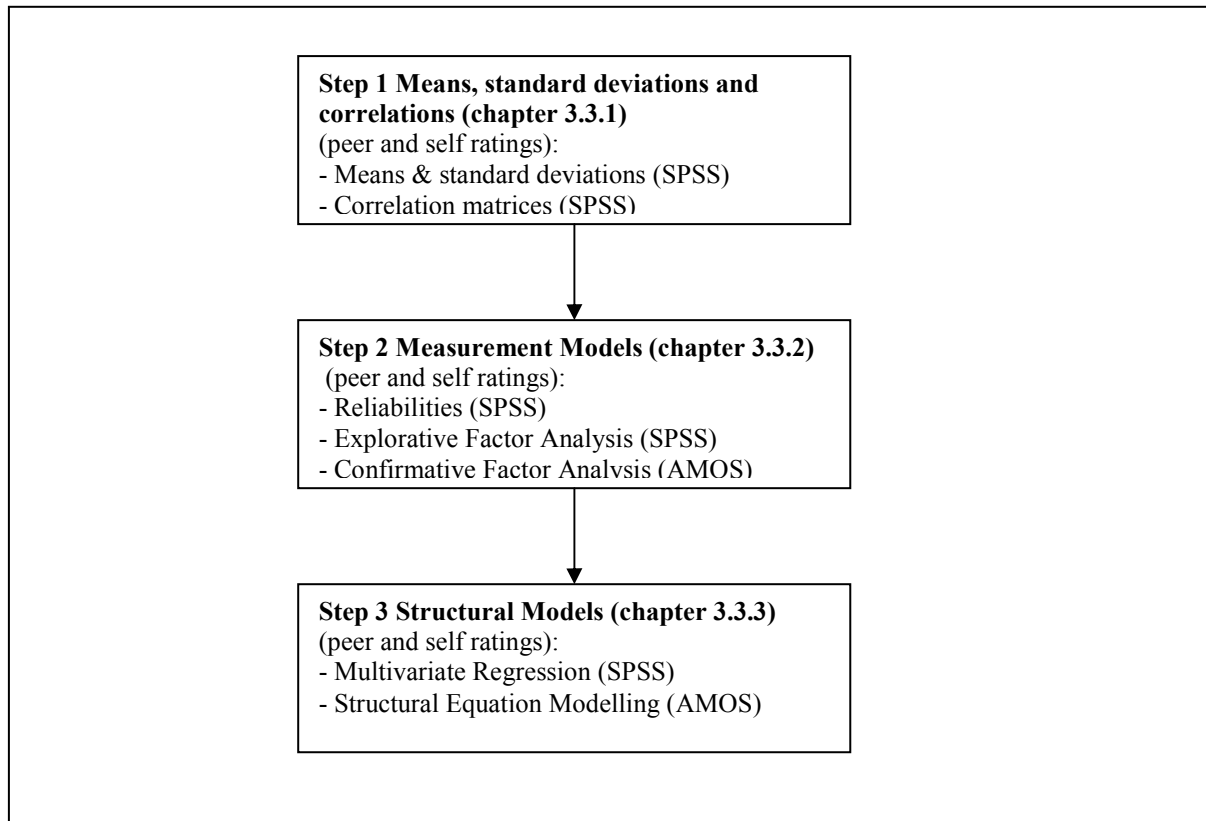 Step 1 Means, standard deviations and
correlations (chapter 3.3.1)
(peer and self ratings):
- Means & standard deviations (SPSS)
- Correlation matrices (SPSS)
Step 2 Measurement Models (chapter 3.3.2)
(peer and self ratings):
- Reliabilities (SPSS)
- Explorative Factor Analysis (SPSS)
- Confirmative Factor Analysis (AMOS)
Step 3 Structural Models (chapter 3.3.3)
(peer and self ratings):
- Multivariate Regression (SPSS)
- Structural Equation Modelling (AMOS)